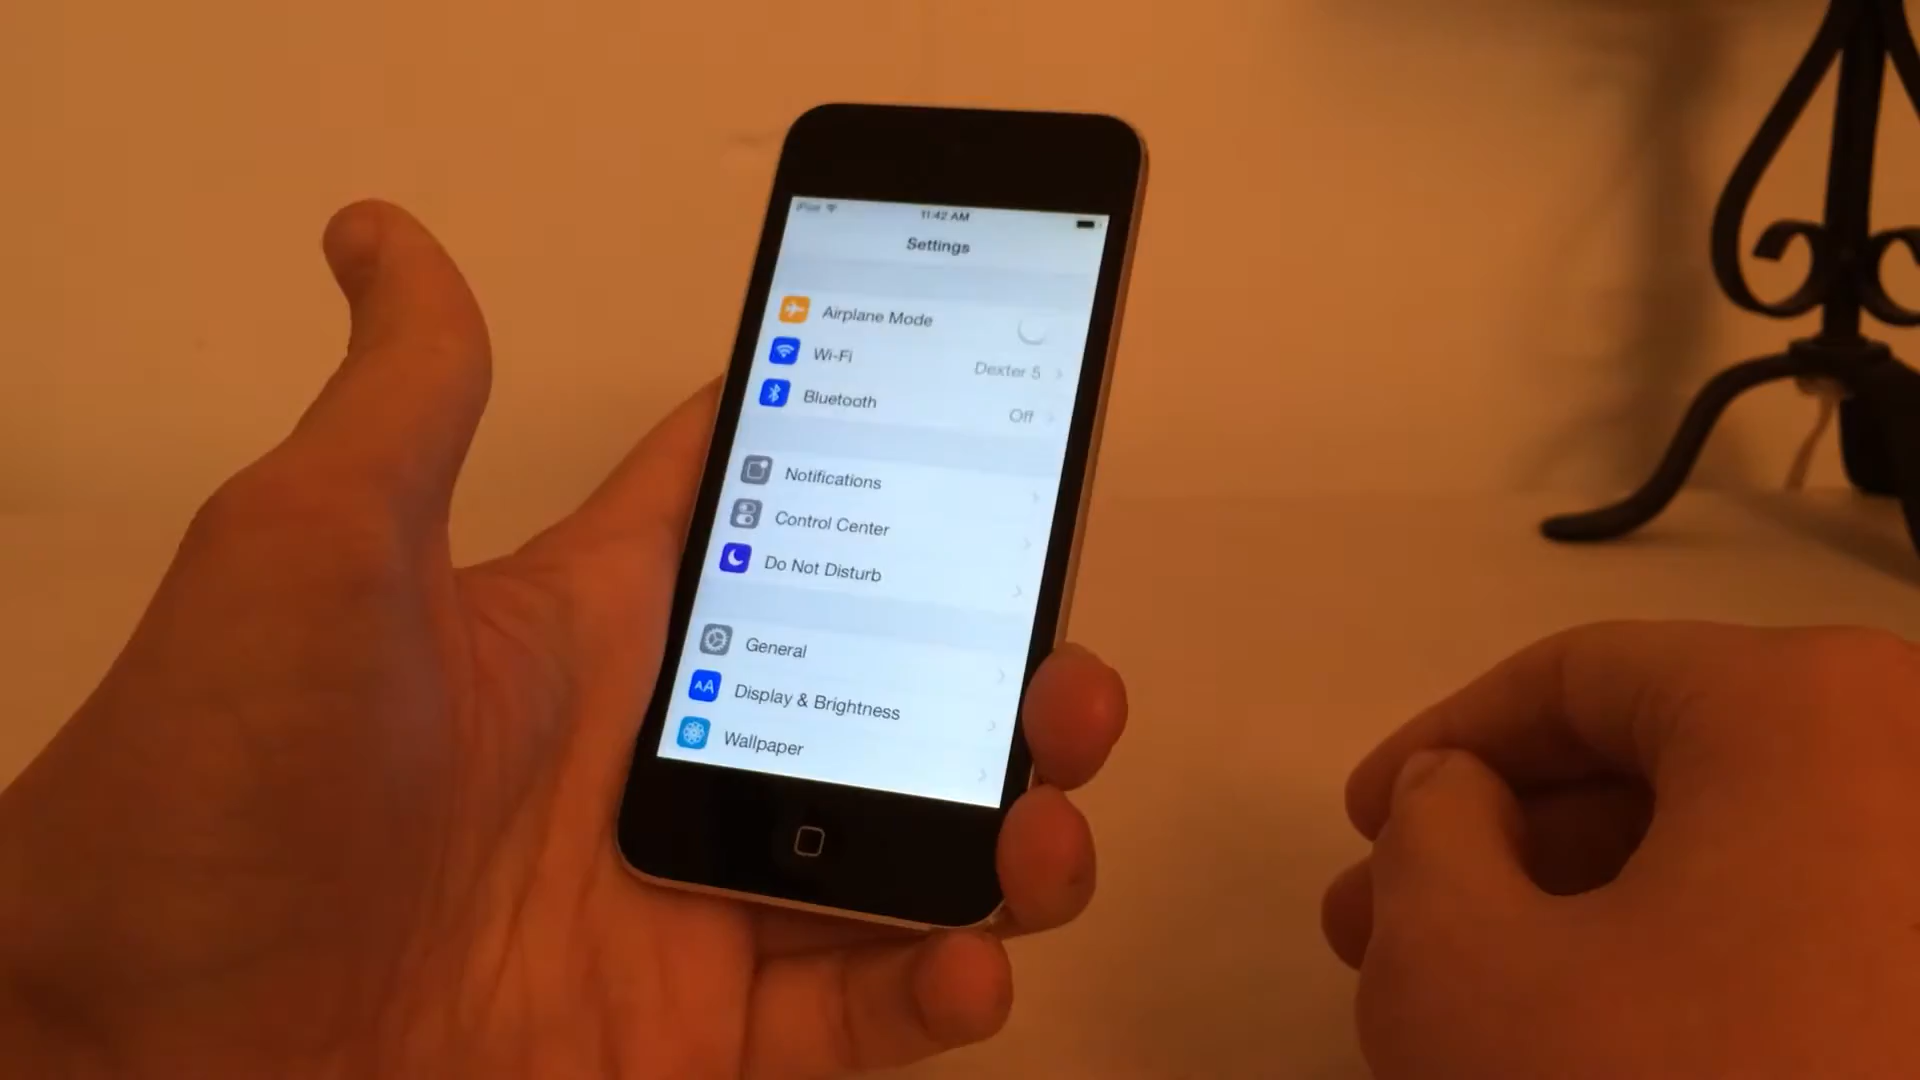 iPod 11:42 AM
Settings
Airplane Mode
Wi-Fi Dexter 5
Bluetooth Off
Notifications
Control Center
Do Not Disturb
General
AA Display & Brightness
Wallpaper